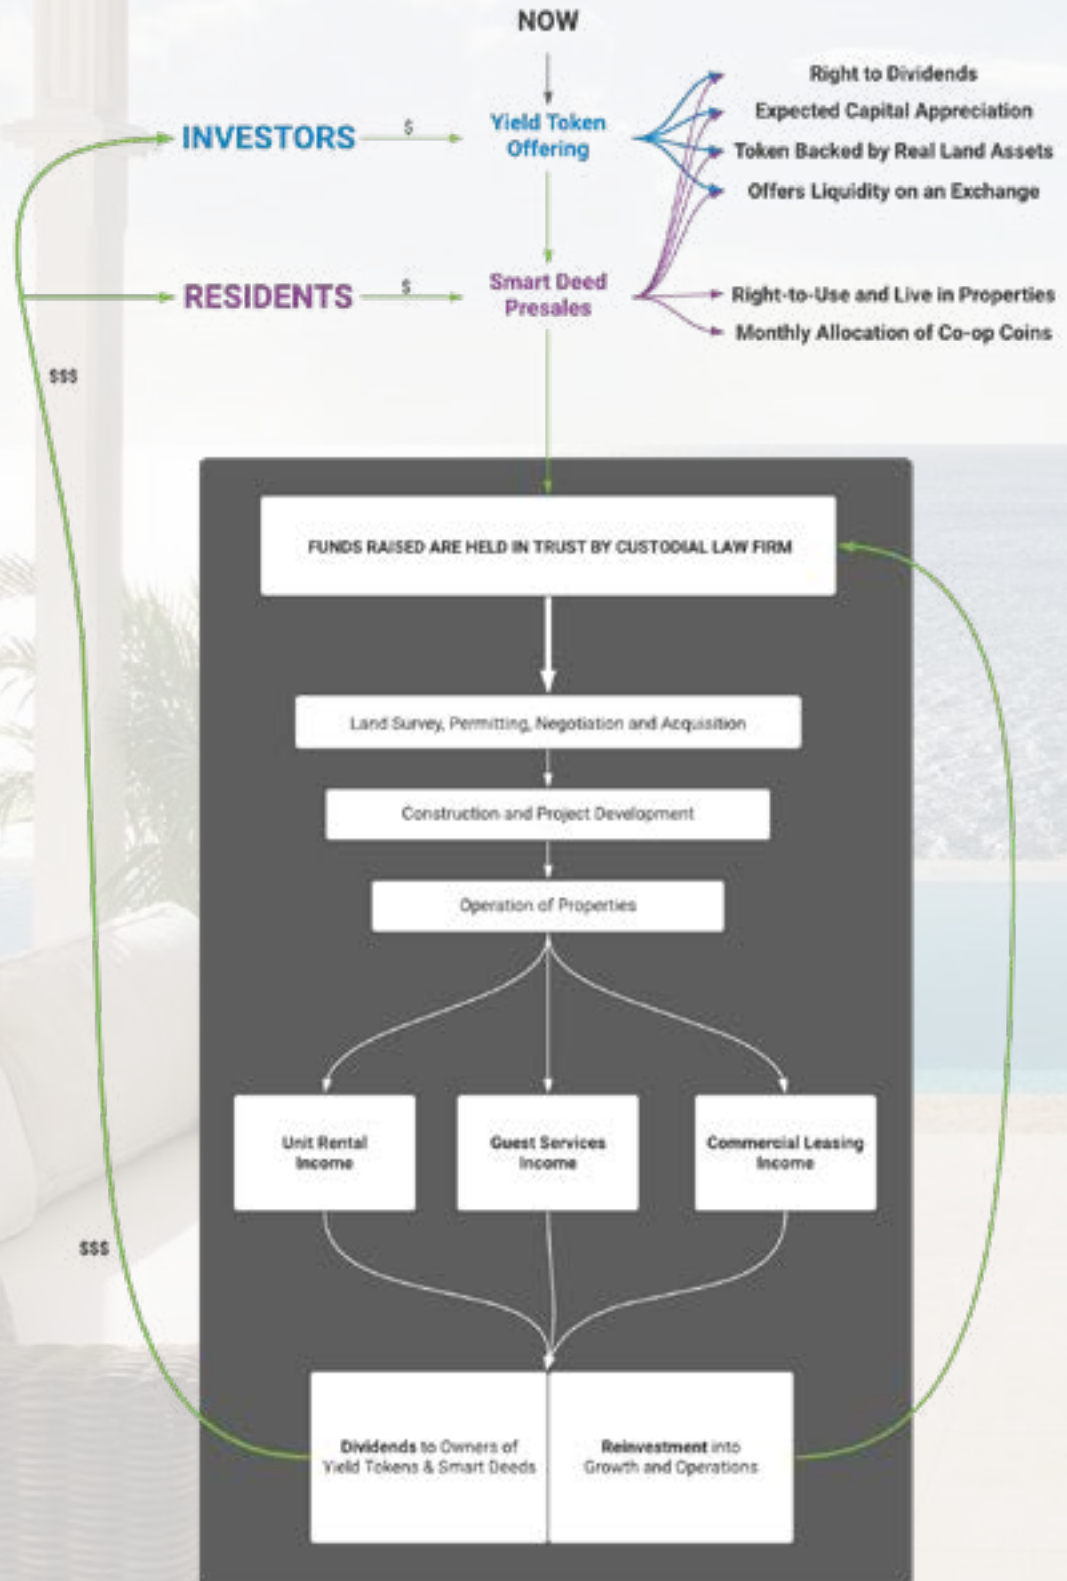 NOW
Right to Dividends
Expected Capital Appreciation
INVESTORS
$
Yield Token
Offering
Token Backed by Real Land Assets
Offers Liquidity on an Exchange
RESIDENTS
$
Smart Deed
Presales
Right-to-Use and Live in Properties
Monthly Allocation of Co-op Coins
$$$
FUNDS RAISED ARE HELD IN TRUST BY CUSTODIAL LAW FIRM
Land Survey, Permitting, Negotiation and Acquisition
Construction and Project Development
Operation of Properties
Unit Rental
Income
Guest Services
Income
Commercial Leasing
Income
$$$
Dividends to Owners of
Yield Tokens & Smart Deeds
Reinvestment into
Growth and Operations